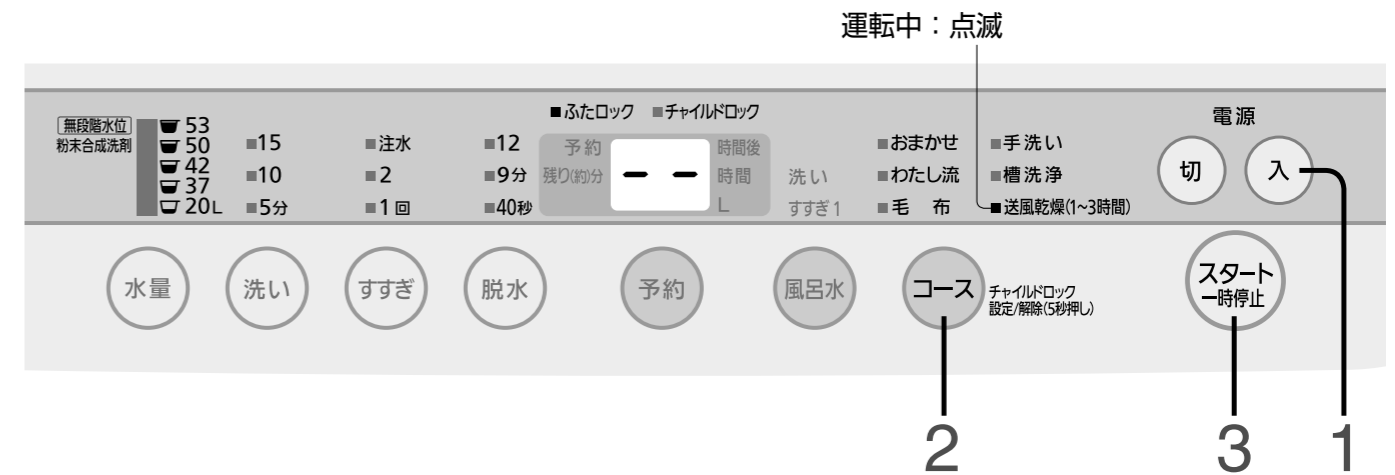 運転中：点滅
■ふたロック ■チャイルドロック
電源
無段階水位
粉末合成洗剤
53
50
42
37
20L
■15
■10
■5分
■注水
■2
■1回
■12
■9分
■40秒
予約
残り(約)分
– –
時間後
時間
L
洗い
すすぎ1
■おまかせ
■わたし流
■毛 布
■手洗い
■槽洗浄
■送風乾燥(1~3時間)
切
入
水量
洗い
すすぎ
脱水
予約
風呂水
コース
チャイルドロック
設定/解除(5秒押し)
スタート
一時停止
2
3
1